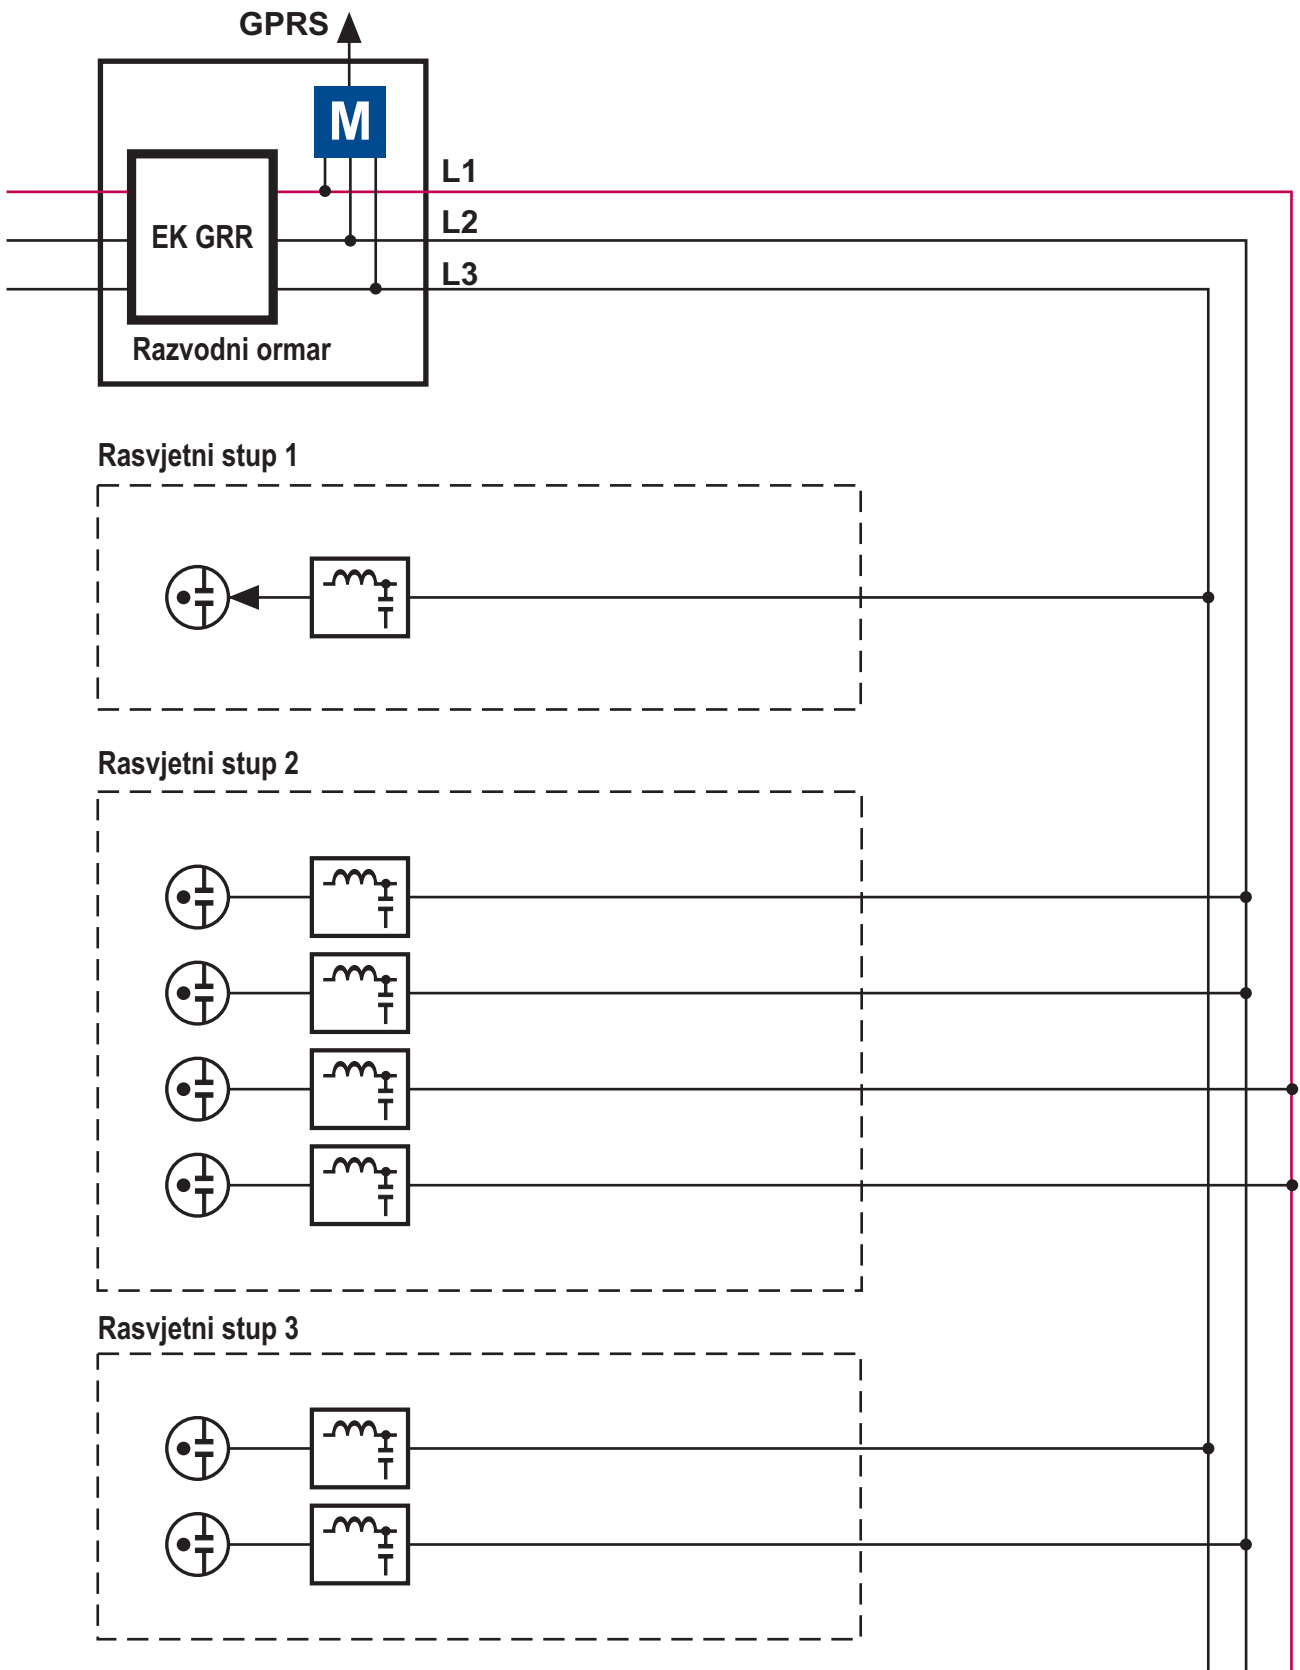 GPRS
M
L1
L2
EK GRR
L3
Razvodni ormar
Rasvjetni stup 1
Rasvjetni stup 2
Rasvjetni stup 3